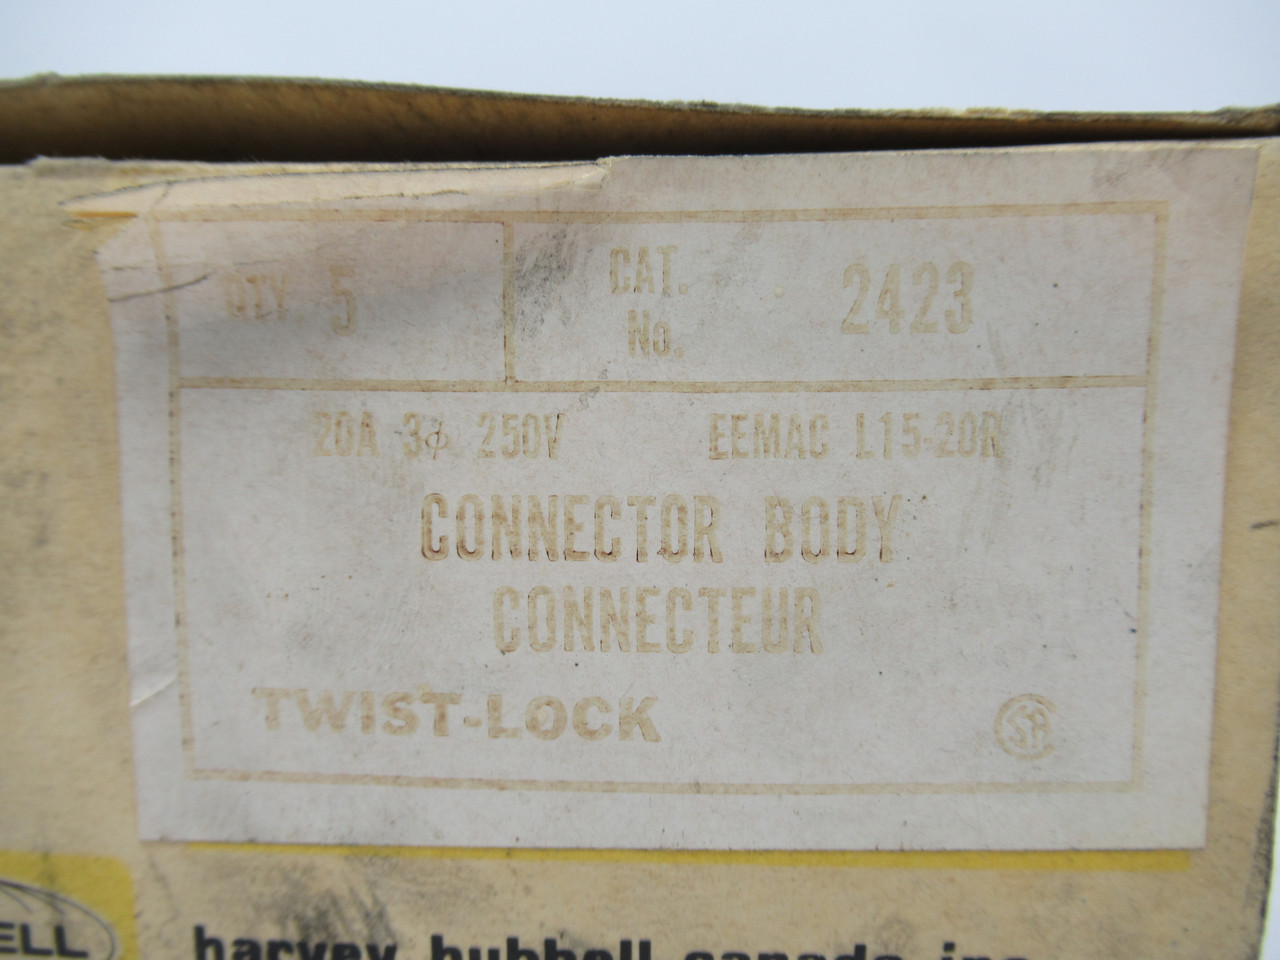 QTY. 5
CAT. No. 2423
20A 3ϕ 250V EEMAC L15-20R
CONNECTOR BODY
CONNECTEUR
TWIST-LOCK
CSA
ELL
harvey hubbell canada inc